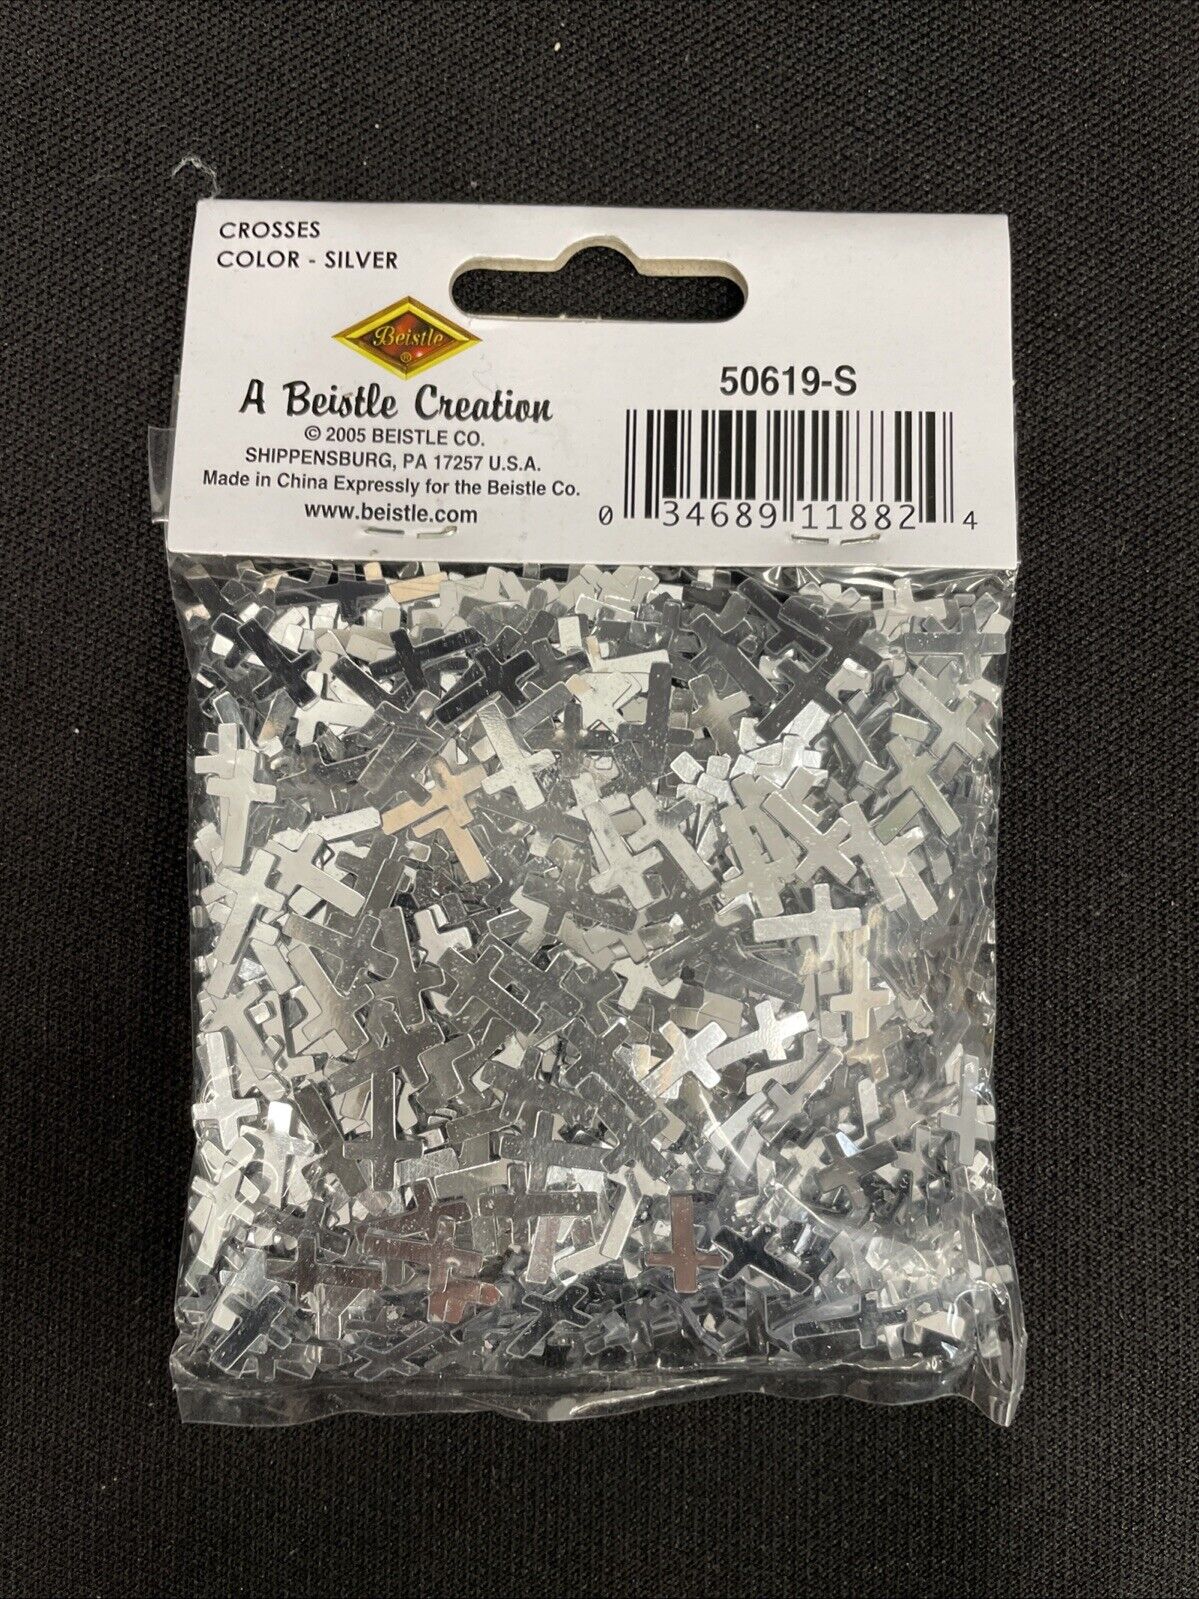 CROSSES
COLOR - SILVER
Beistle
®
A Beistle Creation
© 2005 BEISTLE CO.
SHIPPENSBURG, PA 17257 U.S.A.
Made in China Expressly for the Beistle Co.
www.beistle.com
50619-S
0 34689 11882 4